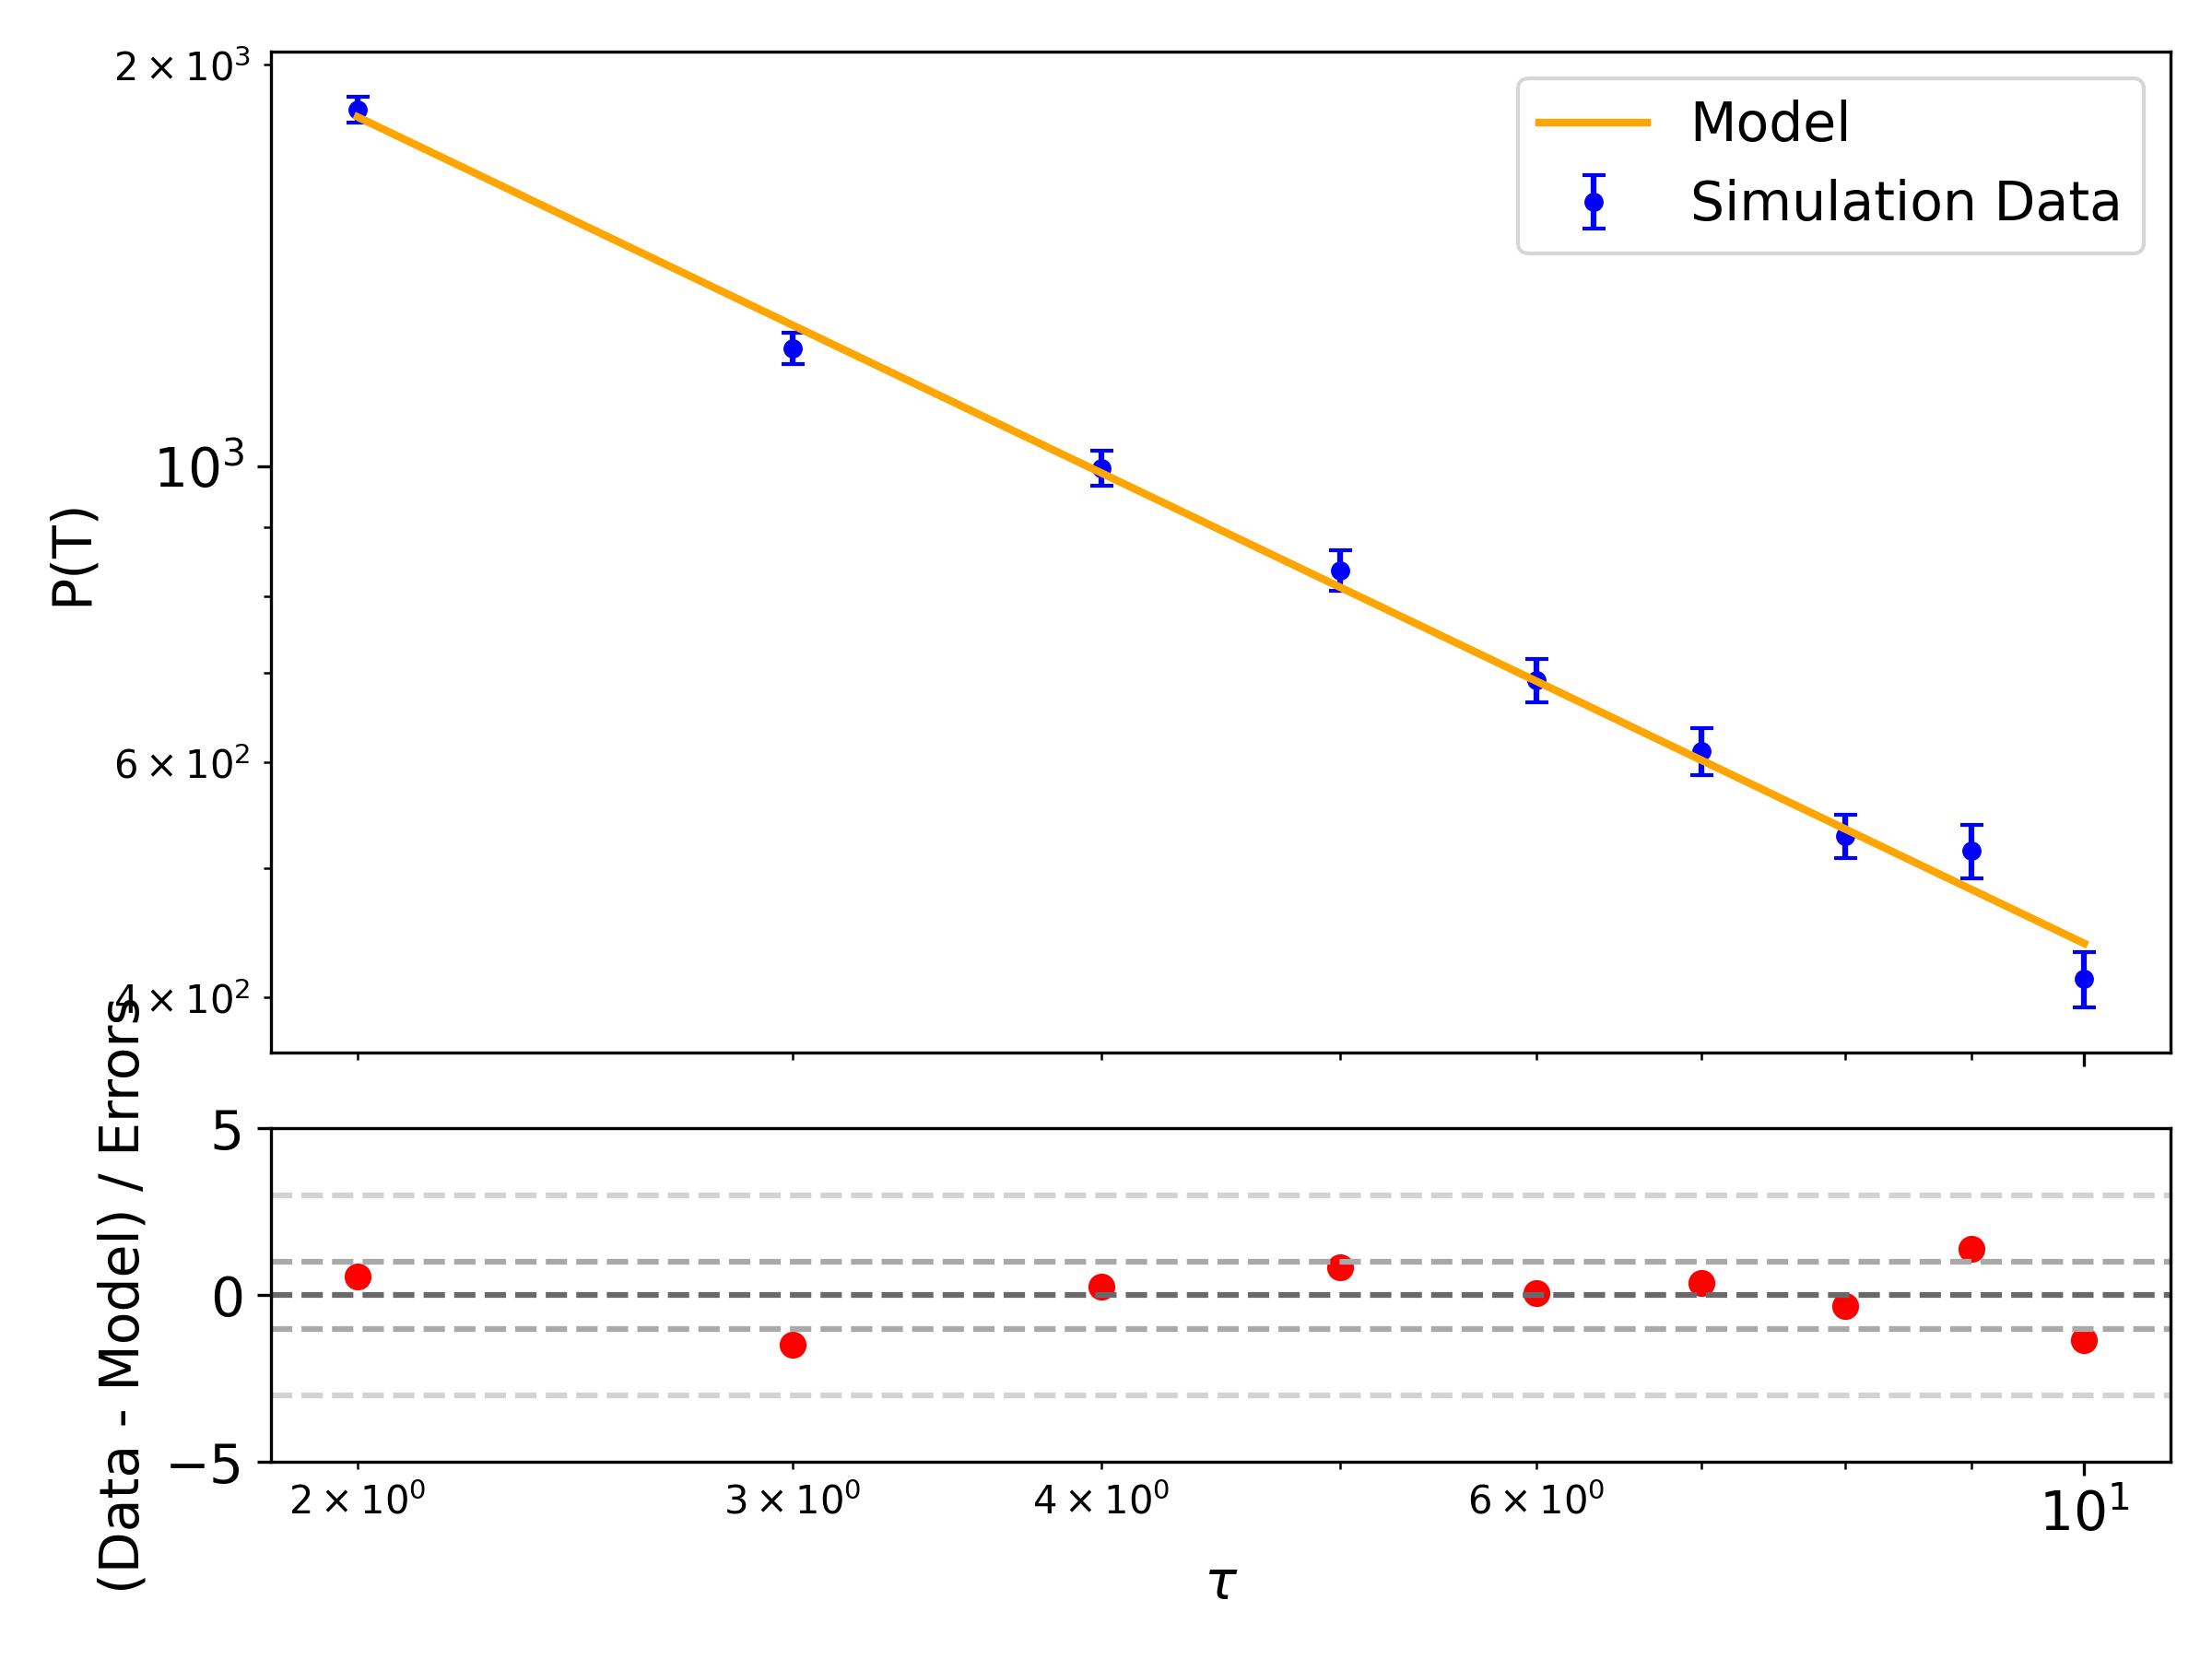 2 × 10³
Model
Simulation Data
10³
P(T)
6 × 10²
4 × 10²
(Data - Model) / Errors
5
0
−5
2 × 10⁰
3 × 10⁰
4 × 10⁰
6 × 10⁰
10¹
τ